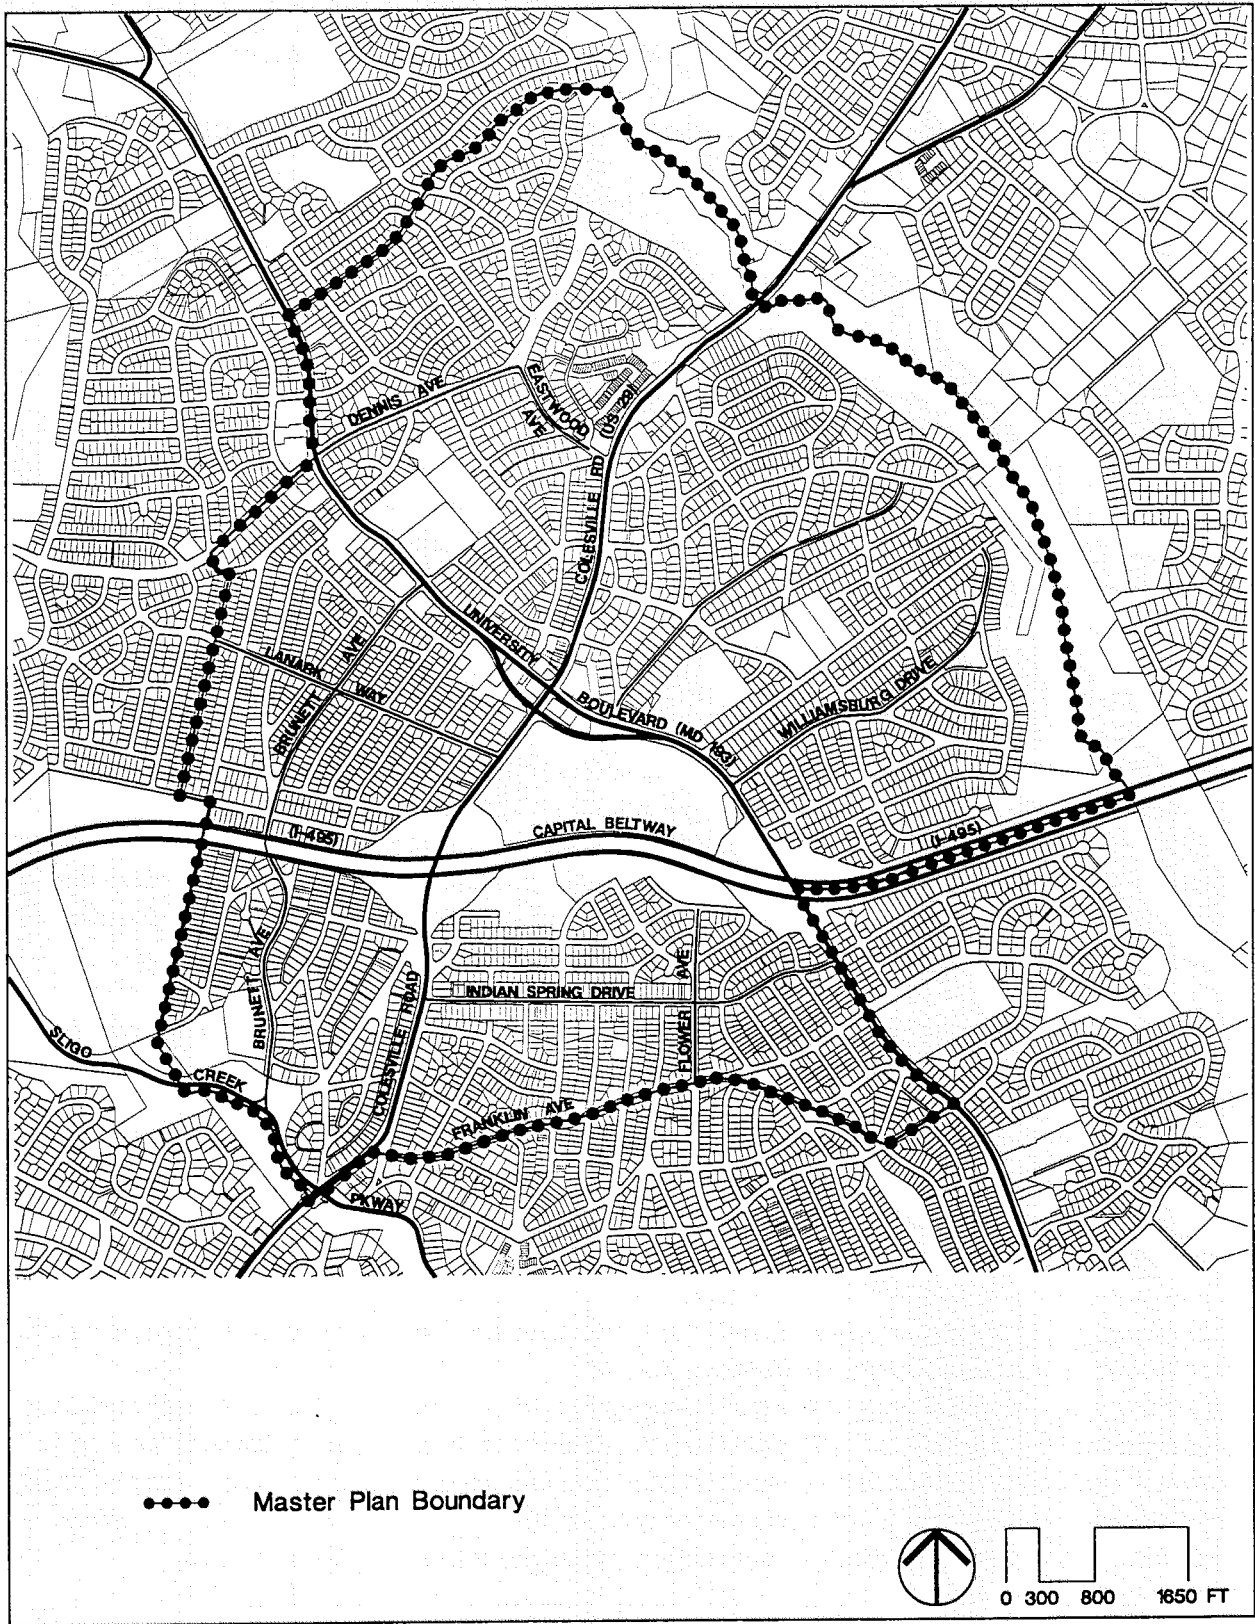 DENNIS AVE
EASTWOOD
AVE
COLESVILLE RD (US-29)
UNIVERSITY
BOULEVARD (MD 193)
LANARK WAY
BRUNETT AVE
WILLIAMSBURG DRIVE
(I-495)
CAPITAL BELTWAY
(I-495)
BRUNETT AVE
COLESVILLE ROAD
INDIAN SPRING DRIVE
FLOWER AVE
SLIGO
CREEK
PKWAY
FRANKLIN AVE
Master Plan Boundary
0 300 800 1650 FT